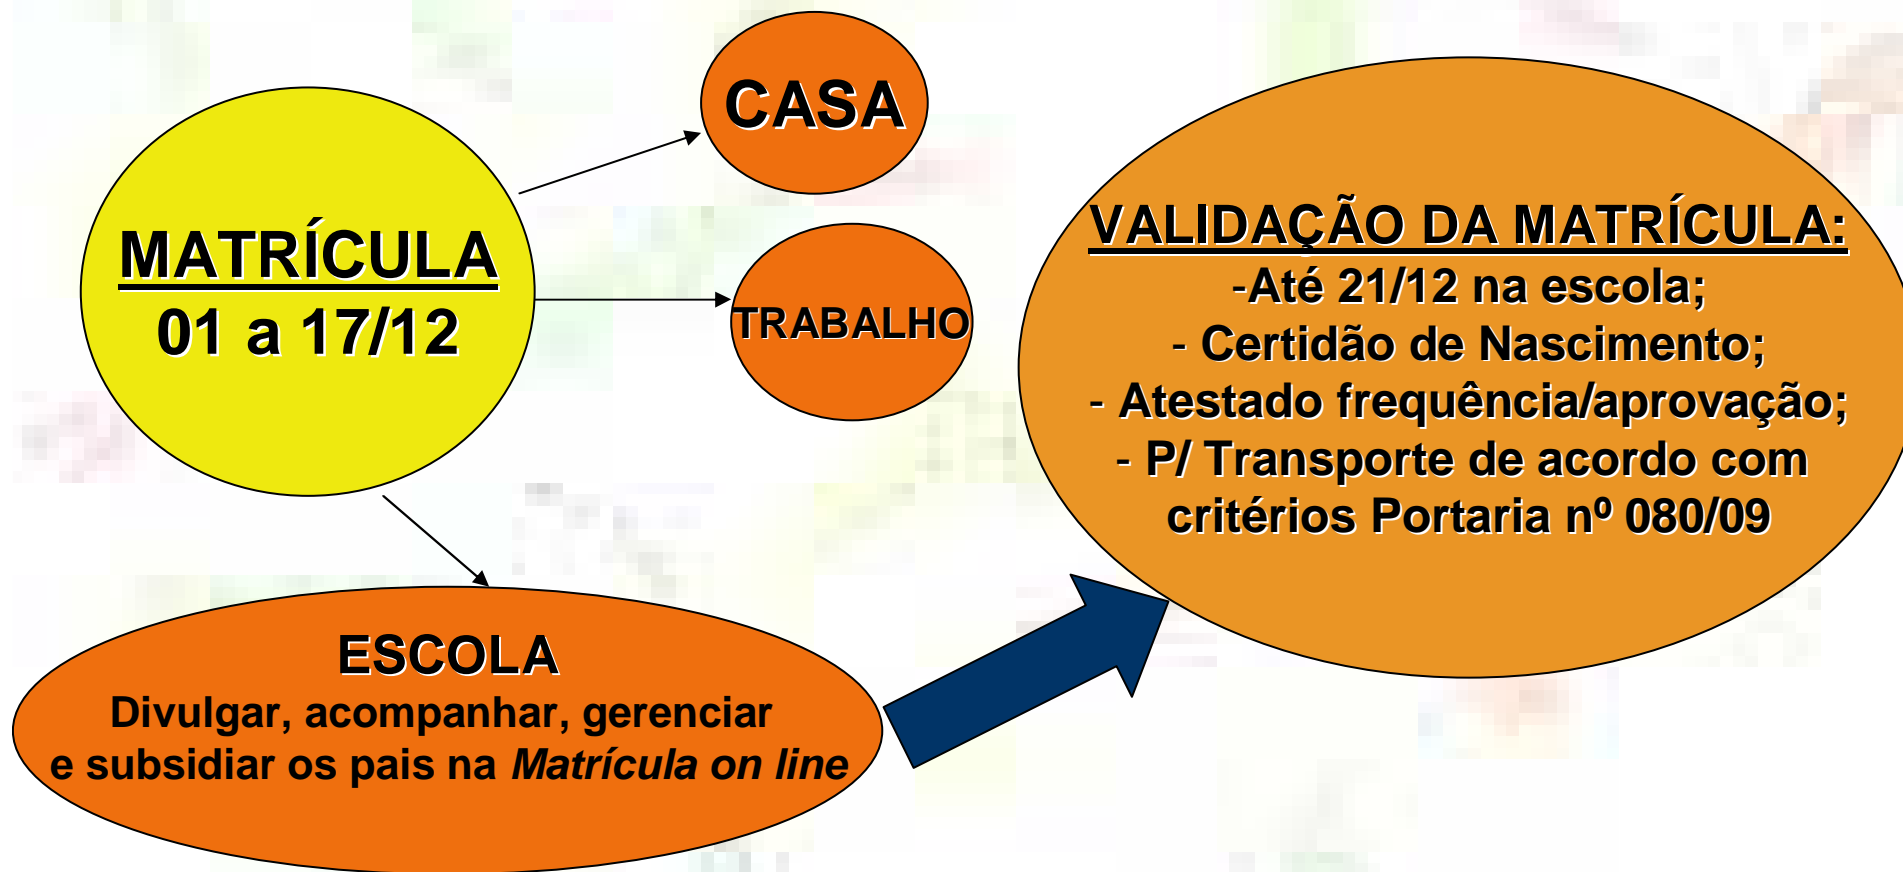 MATRÍCULA
01 a 17/12
CASA
TRABALHO
ESCOLA
Divulgar, acompanhar, gerenciar
e subsidiar os pais na Matrícula on line
VALIDAÇÃO DA MATRÍCULA:
-Até 21/12 na escola;
- Certidão de Nascimento;
- Atestado frequência/aprovação;
- P/ Transporte de acordo com
critérios Portaria nº 080/09